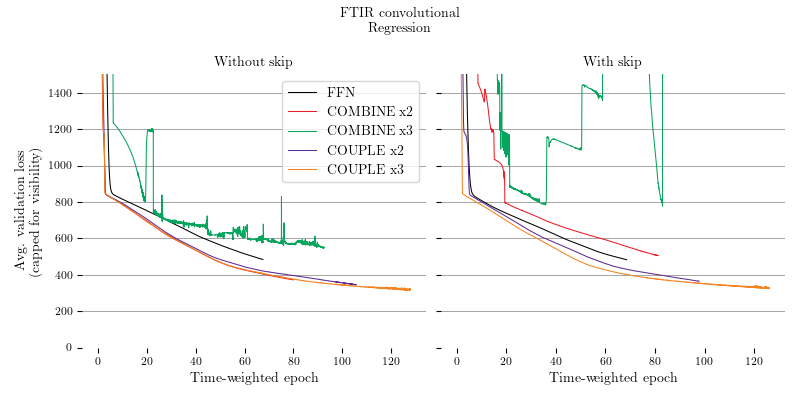 FTIR convolutional
Regression
Without skip
With skip
Avg. validation loss
(capped for visibility)
1400
1200
1000
800
600
400
200
0
FFN
COMBINE x2
COMBINE x3
COUPLE x2
COUPLE x3
0 20 40 60 80 100 120
0 20 40 60 80 100 120
Time-weighted epoch
Time-weighted epoch